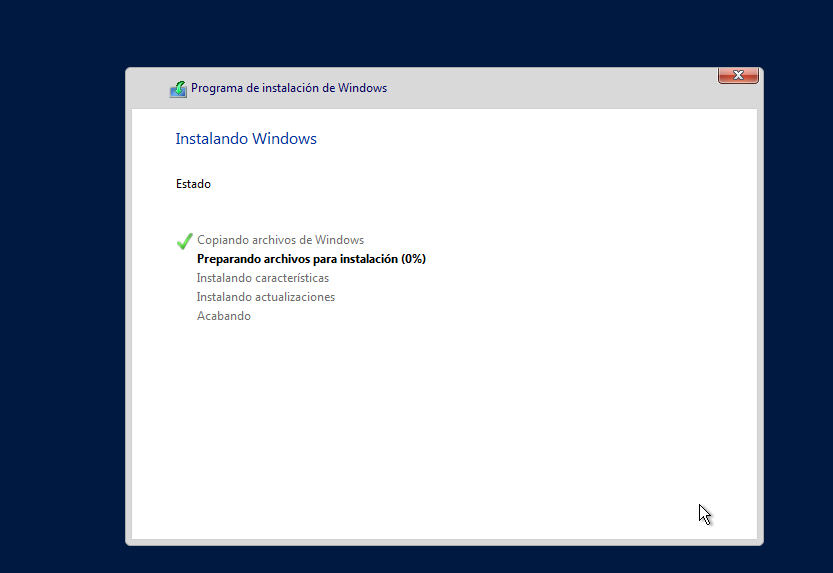 Programa de instalación de Windows
Instalando Windows
Estado
Copiando archivos de Windows
Preparando archivos para instalación (0%)
Instalando características
Instalando actualizaciones
Acabando